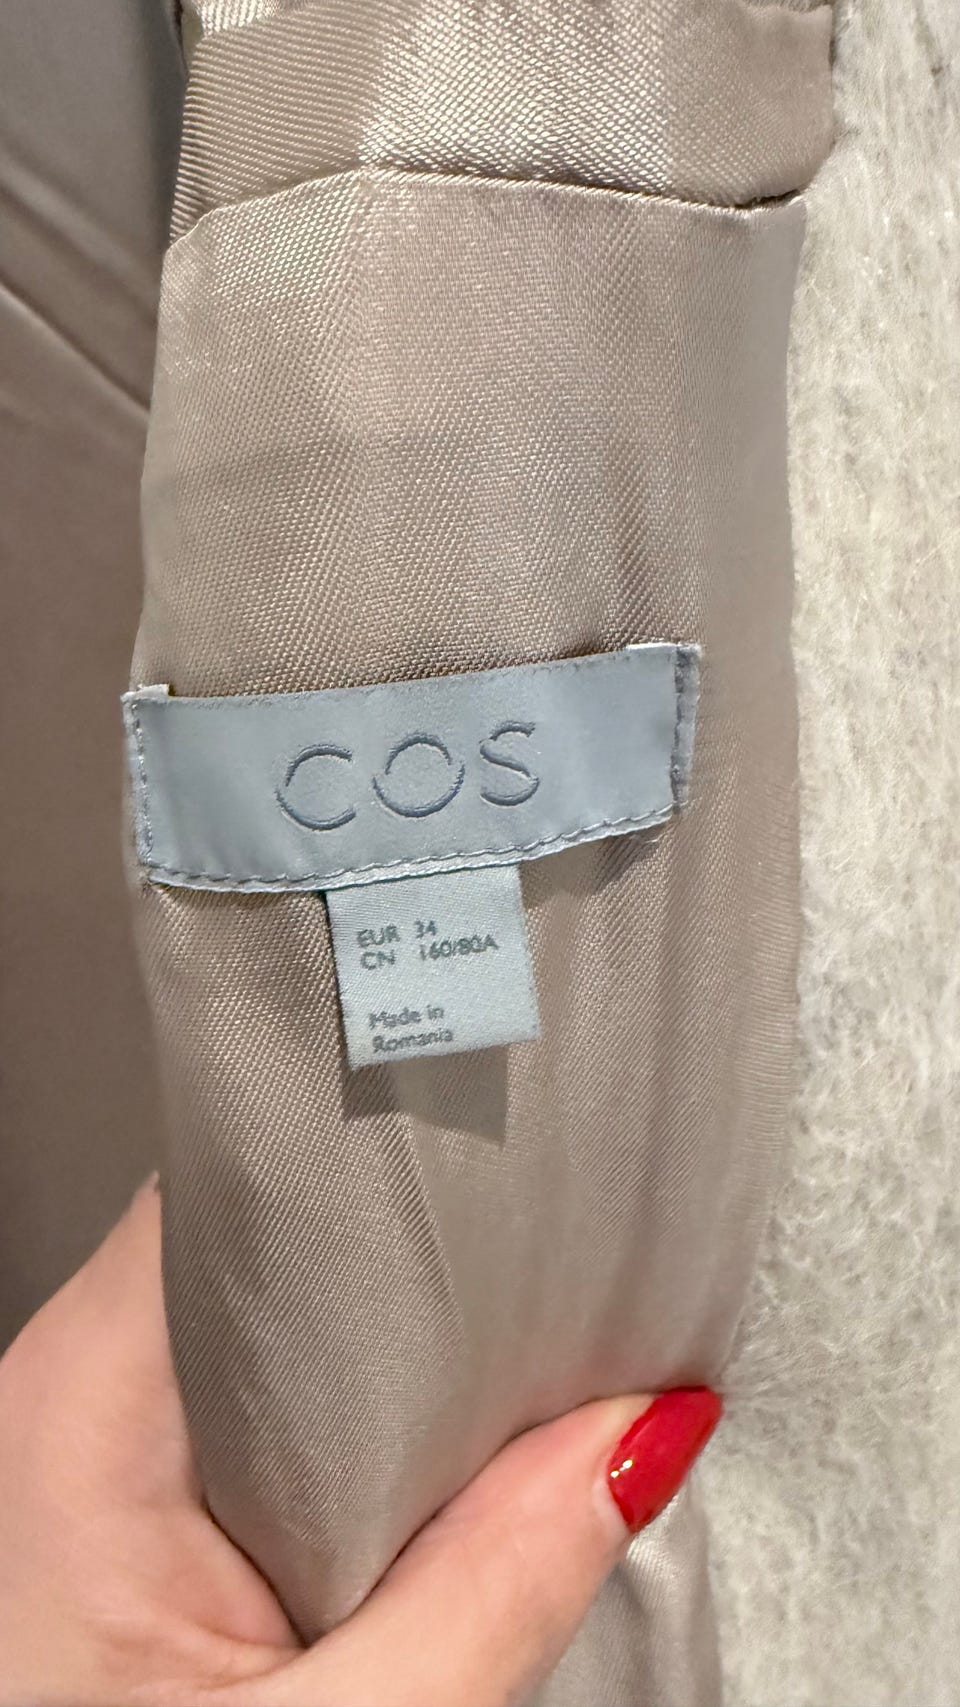 COS
EUR 34
CN 160/80A
Made in
Romania